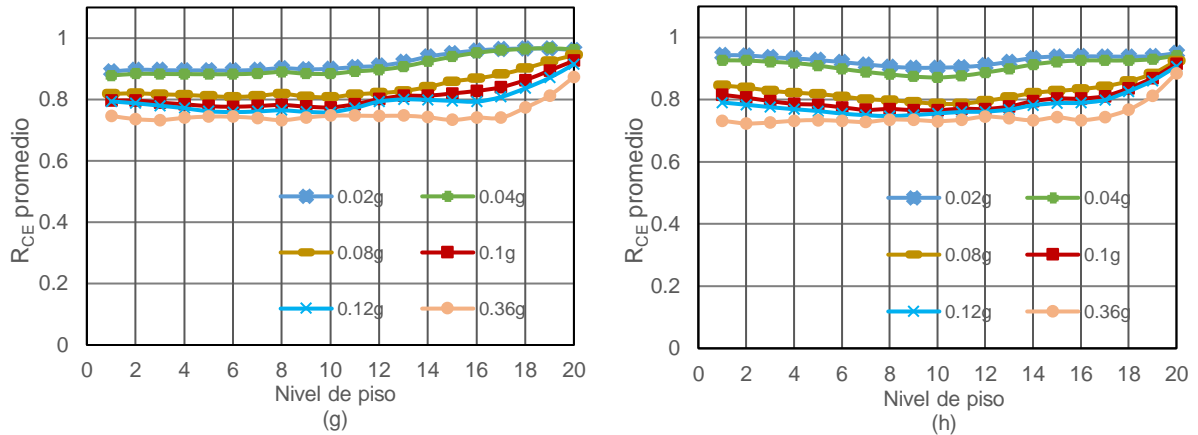 R_CE promedio
1
0.8
0.6
0.4
0.2
0
0.02g 0.04g
0.08g 0.1g
0.12g 0.36g
0 2 4 6 8 10 12 14 16 18 20
Nivel de piso
(g)
R_CE promedio
1
0.8
0.6
0.4
0.2
0
0.02g 0.04g
0.08g 0.1g
0.12g 0.36g
0 2 4 6 8 10 12 14 16 18 20
Nivel de piso
(h)